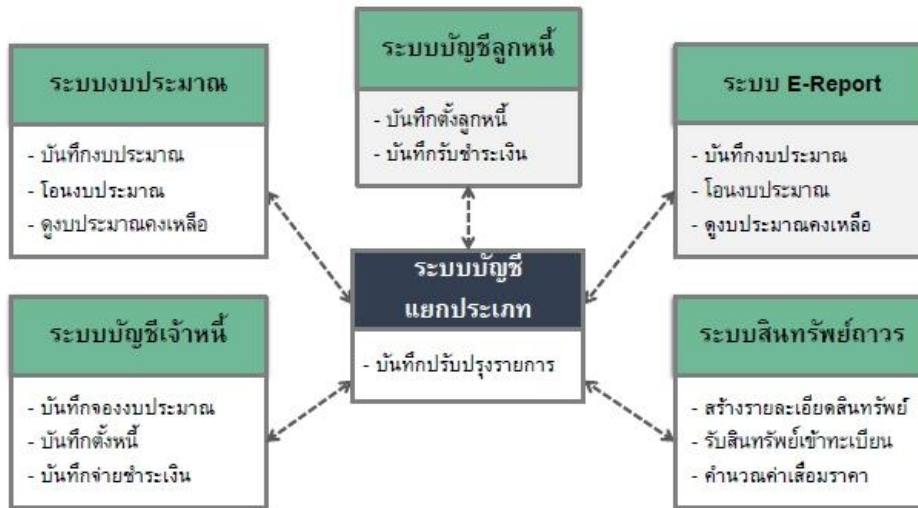 ระบบงบประมาณ
- บันทึกงบประมาณ
- โอนงบประมาณ
- ดูงบประมาณคงเหลือ
ระบบบัญชีลูกหนี้
- บันทึกตั้งลูกหนี้
- บันทึกรับชำระเงิน
ระบบ E-Report
- บันทึกงบประมาณ
- โอนงบประมาณ
- ดูงบประมาณคงเหลือ
ระบบบัญชี
แยกประเภท
- บันทึกปรับปรุงรายการ
ระบบบัญชีเจ้าหนี้
- บันทึกจองงบประมาณ
- บันทึกตั้งหนี้
- บันทึกจ่ายชำระเงิน
ระบบสินทรัพย์ถาวร
- สร้างรายละเอียดสินทรัพย์
- รับสินทรัพย์เข้าทะเบียน
- คำนวณค่าเสื่อมราคา